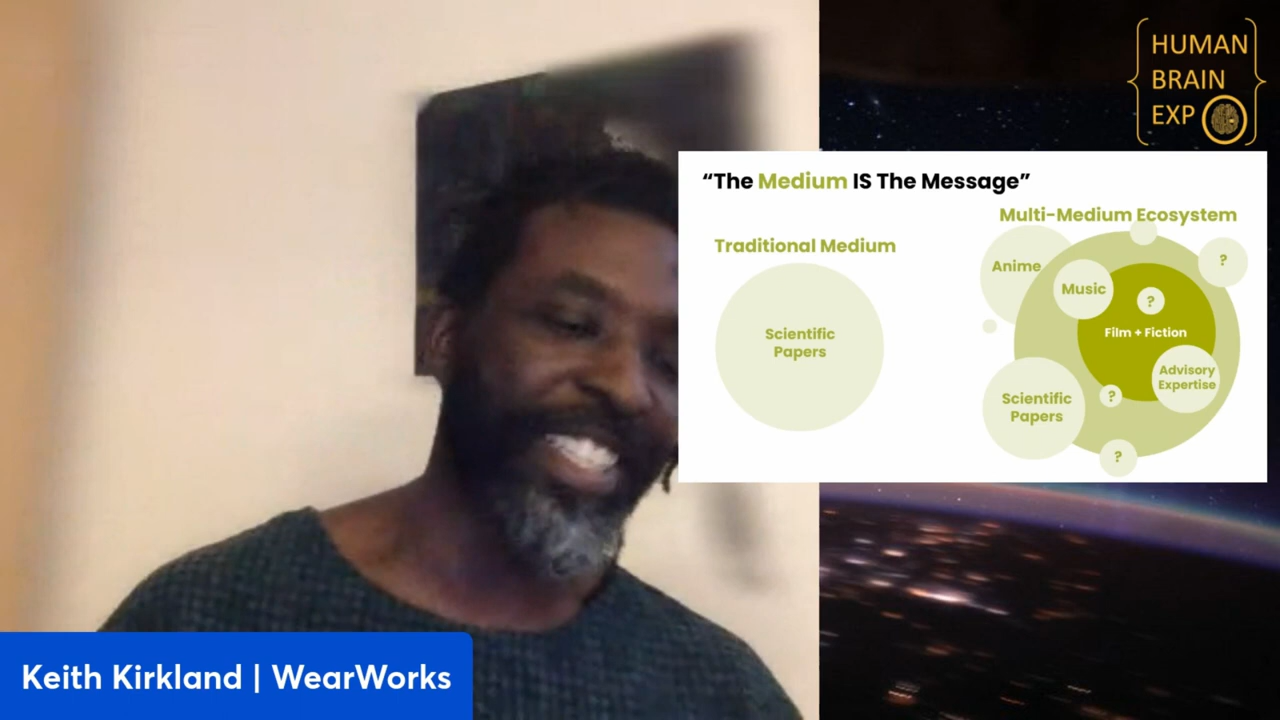 HUMAN
BRAIN
EXP
“The Medium IS The Message”
Multi-Medium Ecosystem
Traditional Medium
Anime
?
Music
?
Scientific
Papers
Film + Fiction
Advisory
Expertise
Scientific
Papers
?
?
Keith Kirkland | WearWorks